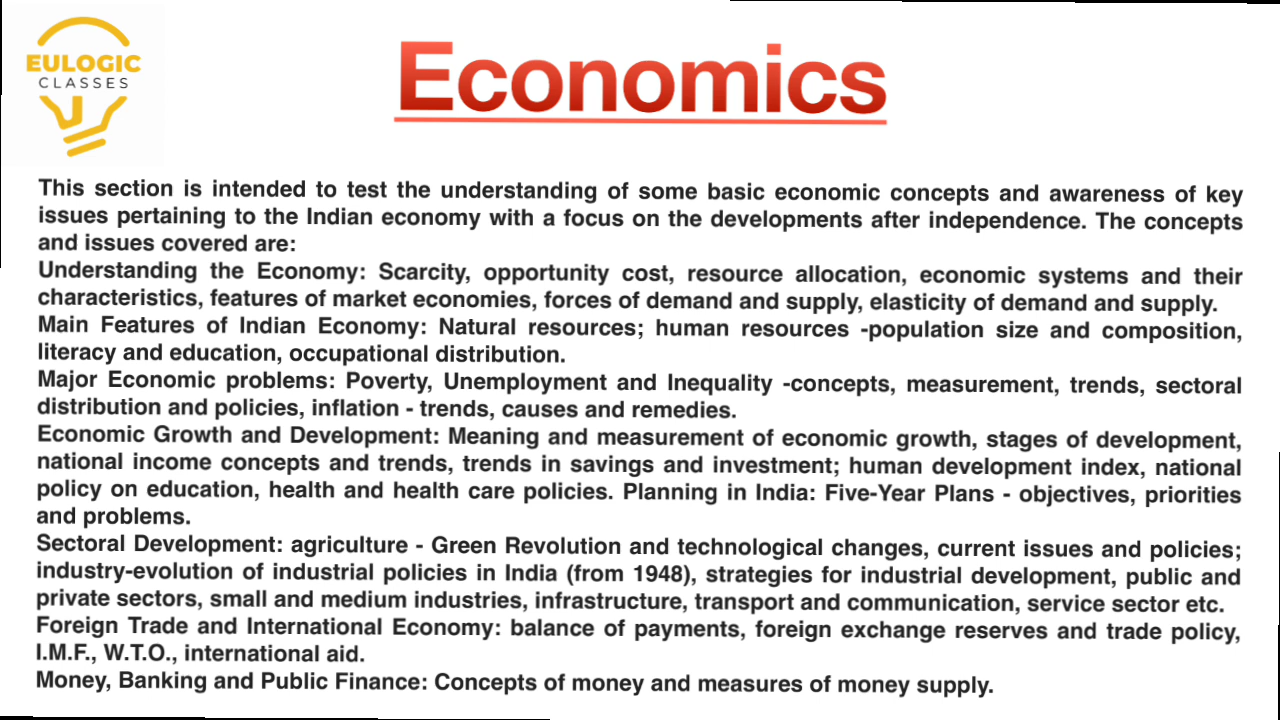 EULOGIC
CLASSES
Economics
This section is intended to test the understanding of some basic economic concepts and awareness of key
issues pertaining to the Indian economy with a focus on the developments after independence. The concepts
and issues covered are:
Understanding the Economy: Scarcity, opportunity cost, resource allocation, economic systems and their
characteristics, features of market economies, forces of demand and supply, elasticity of demand and supply.
Main Features of Indian Economy: Natural resources; human resources -population size and composition,
literacy and education, occupational distribution.
Major Economic problems: Poverty, Unemployment and Inequality -concepts, measurement, trends, sectoral
distribution and policies, inflation - trends, causes and remedies.
Economic Growth and Development: Meaning and measurement of economic growth, stages of development,
national income concepts and trends, trends in savings and investment; human development index, national
policy on education, health and health care policies. Planning in India: Five-Year Plans - objectives, priorities
and problems.
Sectoral Development: agriculture - Green Revolution and technological changes, current issues and policies;
industry-evolution of industrial policies in India (from 1948), strategies for industrial development, public and
private sectors, small and medium industries, infrastructure, transport and communication, service sector etc.
Foreign Trade and International Economy: balance of payments, foreign exchange reserves and trade policy,
I.M.F., W.T.O., international aid.
Money, Banking and Public Finance: Concepts of money and measures of money supply.